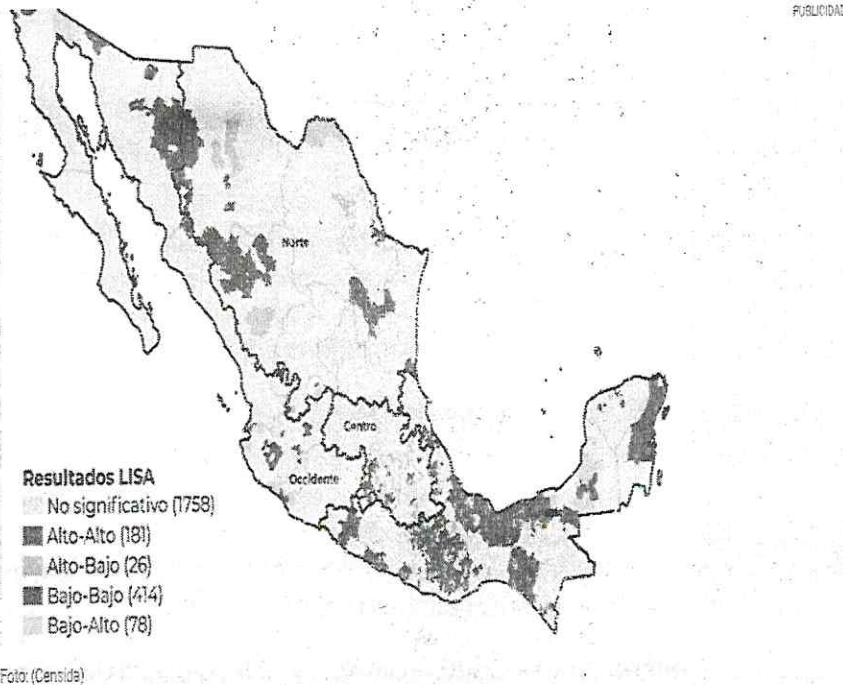 PUBLICIDAD
Norte
Centro
Occidente
Resultados LISA
No significativo (1758)
Alto-Alto (181)
Alto-Bajo (26)
Bajo-Bajo (414)
Bajo-Alto (78)
Foto: (Censida)